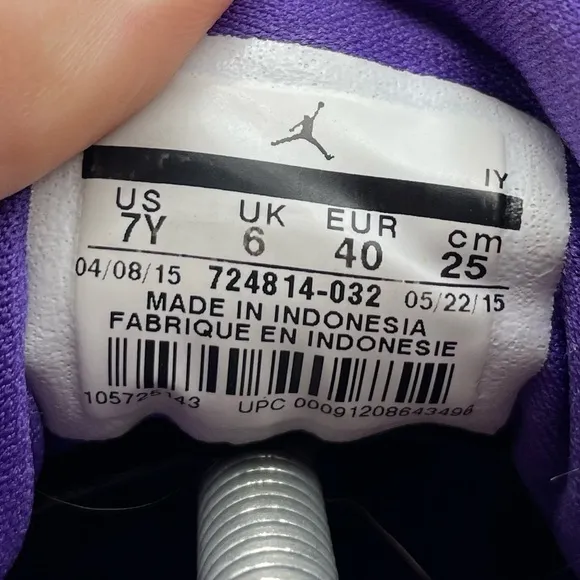 IY
US UK EUR cm
7Y 6 40 25
04/08/15 724814-032 05/22/15
MADE IN INDONESIA
FABRIQUE EN INDONESIE
UPC 00091208643498